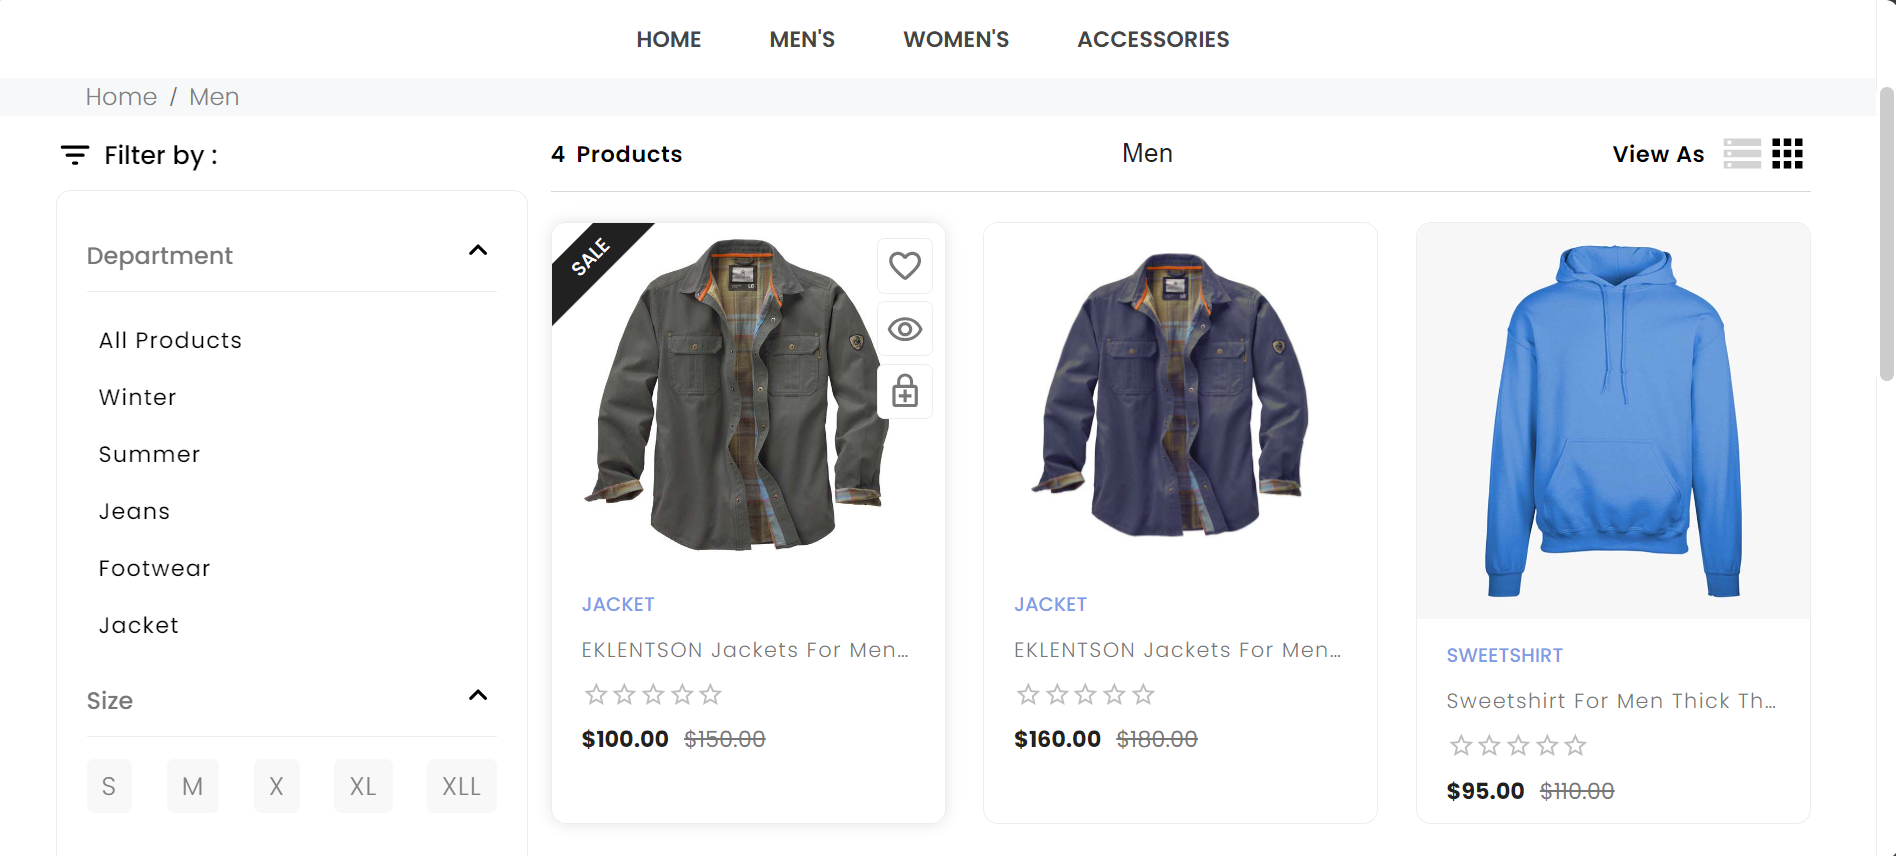 HOME MEN'S WOMEN'S ACCESSORIES
Home / Men
Filter by :
4 Products
Men
View As
Department
All Products
Winter
Summer
Jeans
Footwear
Jacket
Size
S M X XL XLL
SALE
JACKET
EKLENTSON Jackets For Men...
$100.00 $150.00
JACKET
EKLENTSON Jackets For Men...
$160.00 $180.00
SWEETSHIRT
Sweetshirt For Men Thick Th...
$95.00 $110.00